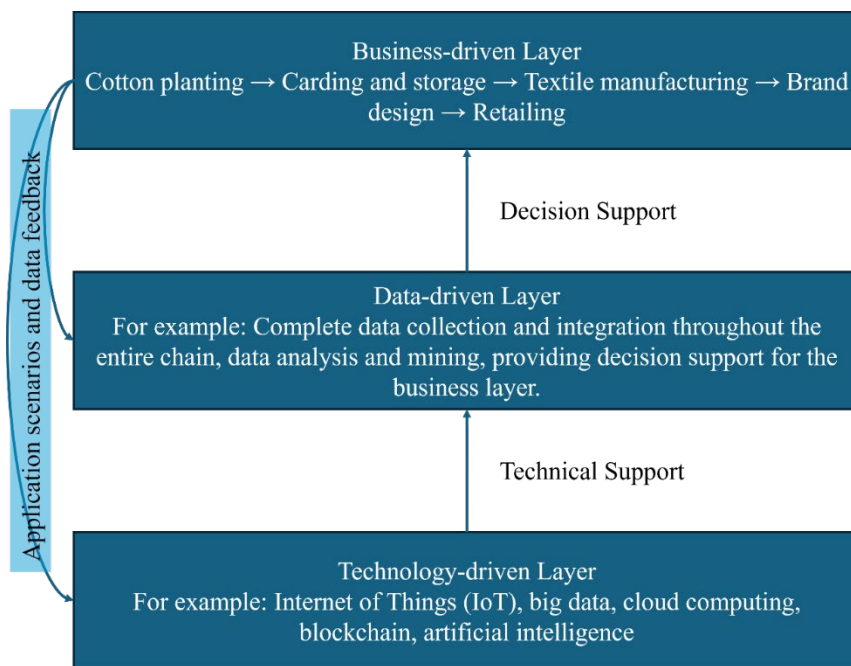 Business-driven Layer
Cotton planting → Carding and storage → Textile manufacturing → Brand
design → Retailing
Application scenarios and data feedback
Decision Support
Data-driven Layer
For example: Complete data collection and integration throughout the
entire chain, data analysis and mining, providing decision support for the
business layer.
Technical Support
Technology-driven Layer
For example: Internet of Things (IoT), big data, cloud computing,
blockchain, artificial intelligence